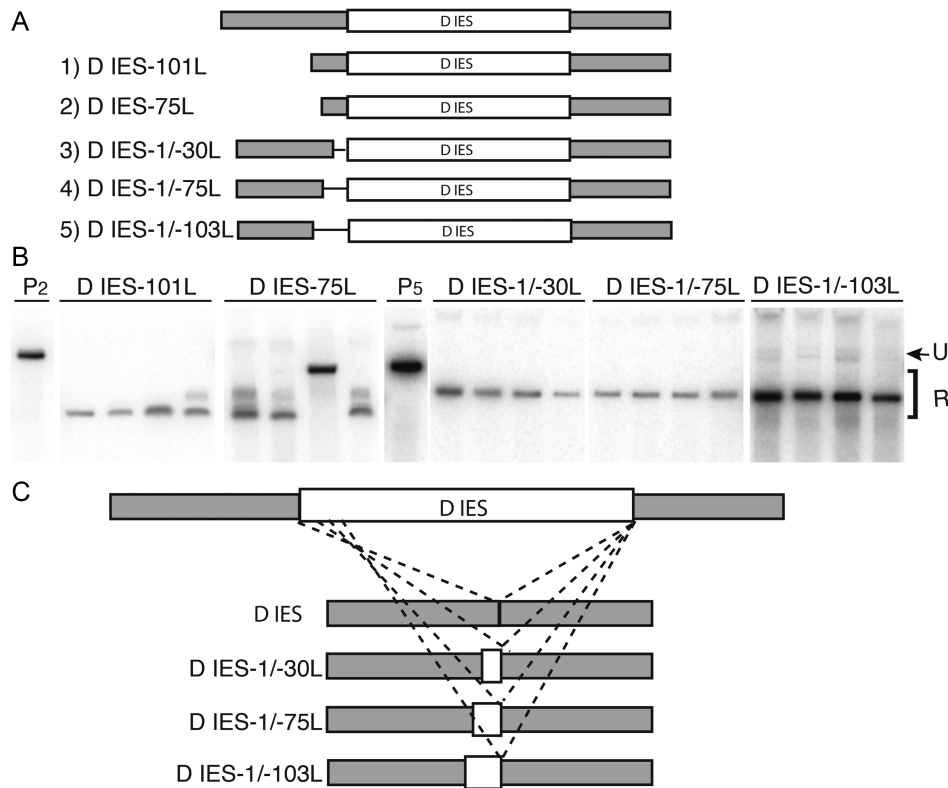 A
D IES
1) D IES-101L
D IES
2) D IES-75L
D IES
3) D IES-1/-30L
D IES
4) D IES-1/-75L
D IES
5) D IES-1/-103L
D IES
B
P2 D IES-101L D IES-75L P5 D IES-1/-30L D IES-1/-75L D IES-1/-103L
U
R
C
D IES
D IES
D IES-1/-30L
D IES-1/-75L
D IES-1/-103L